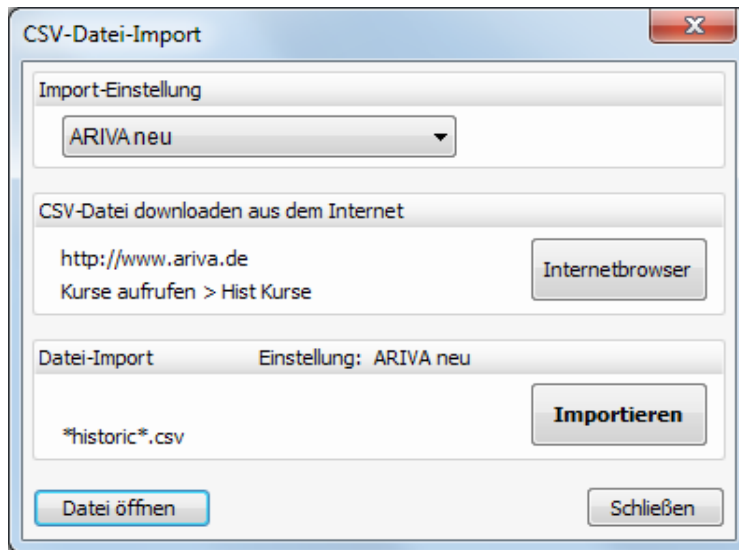 CSV-Datei-Import
Import-Einstellung
ARIVA neu
CSV-Datei downloaden aus dem Internet
http://www.ariva.de
Kurse aufrufen > Hist Kurse
Internetbrowser
Datei-Import Einstellung: ARIVA neu
*historic*.csv
Importieren
Datei öffnen
Schließen